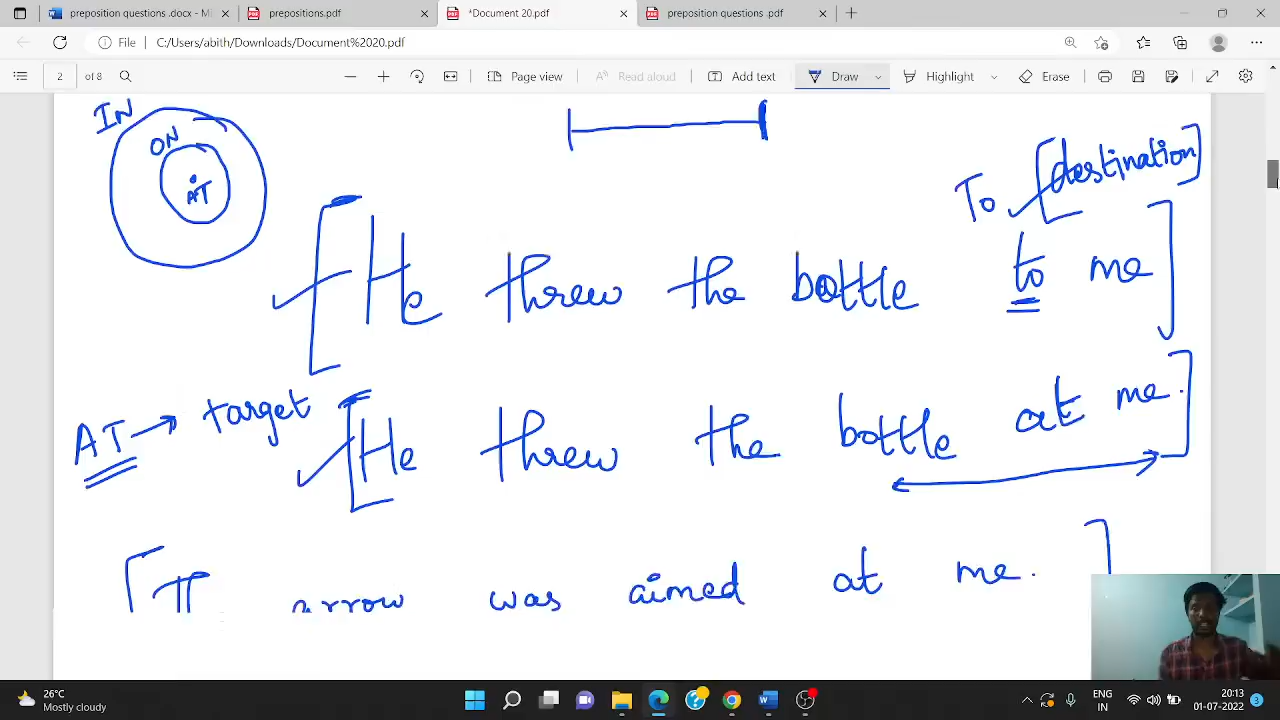 preposition questions .docx - Mi
prepositions.pdf
*Document 20.pdf
preposition questions .pdf
File C:/Users/abith/Downloads/Document%2020.pdf
2 of 8
Page view
Read aloud
Add text
Draw
Highlight
Erase
IN
ON
AT
To [destination]
He threw the bottle to me
AT → target
He threw the bottle at me.
arrow was aimed at me.
26°C
Mostly cloudy
ENG
IN
20:13
01-07-2022